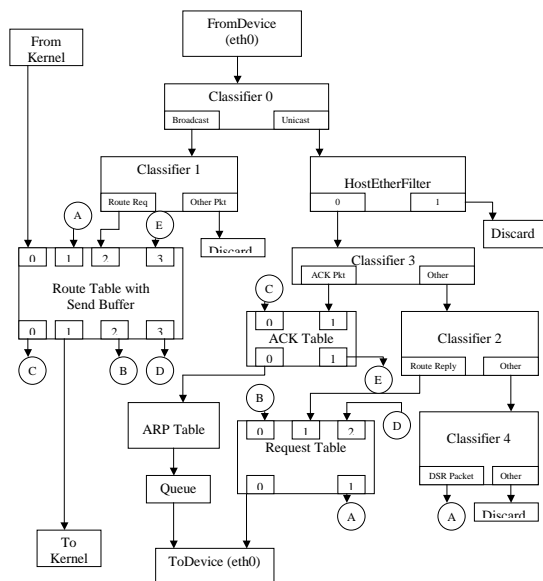 FromDevice
(eth0)
From
Kernel
Classifier 0
Broadcast
Unicast
Classifier 1
Route Req
Other Pkt
HostEtherFilter
0
1
A
E
Discard
Discard
0
1
2
3
Route Table with
Send Buffer
0
1
2
3
Classifier 3
ACK Pkt
Other
C
0
1
ACK Table
0
1
C
B
D
E
Classifier 2
Route Reply
Other
B
D
ARP Table
0
1
2
Request Table
0
1
Classifier 4
DSR Packet
Other
Queue
A
A
Discard
To
Kernel
ToDevice (eth0)